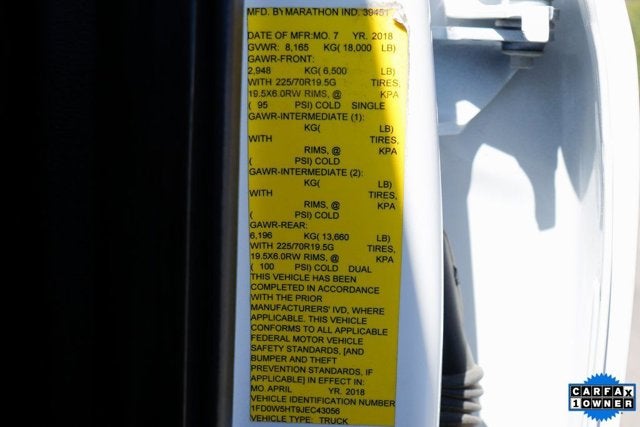 MFD. BY MARATHON IND. 39451
DATE OF MFR:MO. 7 YR. 2018
GVWR: 8,165 KG( 18,000 LB)
GAWR-FRONT:
2,948 KG( 6,500 LB)
WITH 225/70R19.5G TIRES,
19.5X6.0RW RIMS, @ KPA
( 95 PSI) COLD SINGLE
GAWR-INTERMEDIATE (1):
KG( LB)
WITH TIRES,
RIMS, @ KPA
( PSI) COLD
GAWR-INTERMEDIATE (2):
KG( LB)
WITH TIRES,
RIMS, @ KPA
( PSI) COLD
GAWR-REAR:
6,196 KG( 13,660 LB)
WITH 225/70R19.5G TIRES,
19.5X6.0RW RIMS, @ KPA
( 100 PSI) COLD DUAL
THIS VEHICLE HAS BEEN
COMPLETED IN ACCORDANCE
WITH THE PRIOR
MANUFACTURERS' IVD, WHERE
APPLICABLE. THIS VEHICLE
CONFORMS TO ALL APPLICABLE
FEDERAL MOTOR VEHICLE
SAFETY STANDARDS, [AND
BUMPER AND THEFT
PREVENTION STANDARDS, IF
APPLICABLE] IN EFFECT IN:
MO. APRIL YR. 2018
VEHICLE IDENTIFICATION NUMBER
1FD0W5HT9JEC43056
VEHICLE TYPE: TRUCK
CARFAX
1 OWNER